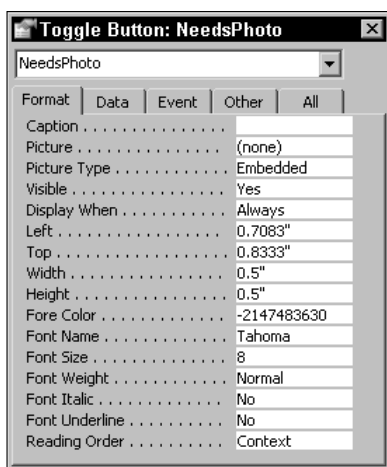 Toggle Button: NeedsPhoto
NeedsPhoto
Format Data Event Other All
Caption . . . . . . . . . . . . . . .
Picture . . . . . . . . . . . . . . . (none)
Picture Type . . . . . . . . . . . . Embedded
Visible . . . . . . . . . . . . . . . . Yes
Display When . . . . . . . . . . . Always
Left . . . . . . . . . . . . . . . . . . 0.7083"
Top . . . . . . . . . . . . . . . . . . 0.8333"
Width . . . . . . . . . . . . . . . . 0.5"
Height . . . . . . . . . . . . . . . . 0.5"
Fore Color . . . . . . . . . . . . . -2147483630
Font Name . . . . . . . . . . . . . Tahoma
Font Size . . . . . . . . . . . . . . 8
Font Weight . . . . . . . . . . . . Normal
Font Italic . . . . . . . . . . . . . No
Font Underline . . . . . . . . . . No
Reading Order . . . . . . . . . . Context